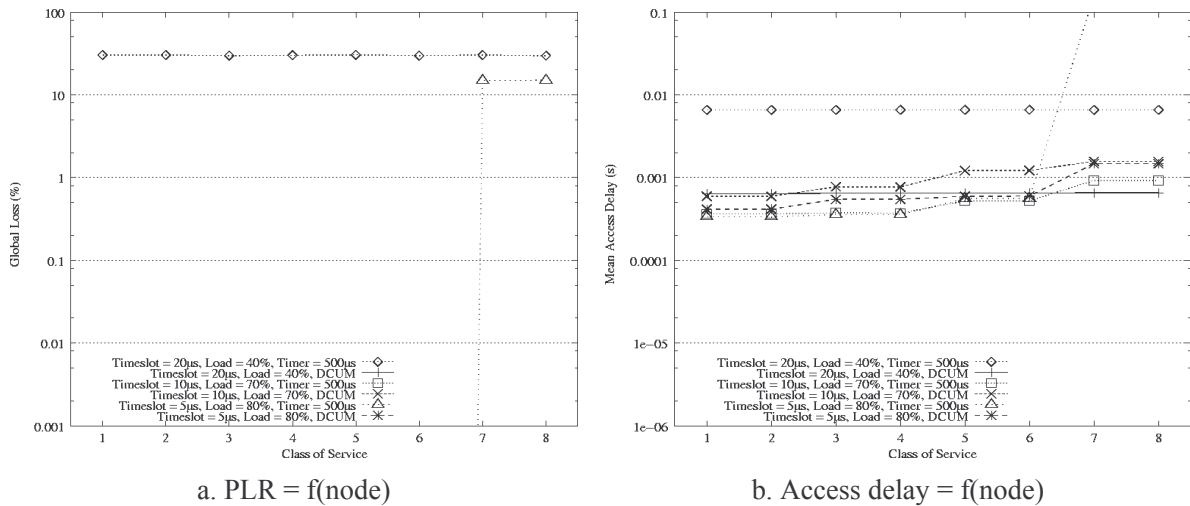 100
10
1
0.1
0.01
0.001
Global Loss (%)
Timeslot = 20μs, Load = 40%, Timer = 500μs
Timeslot = 20μs, Load = 40%, DCUM
Timeslot = 10μs, Load = 70%, Timer = 500μs
Timeslot = 10μs, Load = 70%, DCUM
Timeslot = 5μs, Load = 80%, Timer = 500μs
Timeslot = 5μs, Load = 80%, DCUM
1 2 3 4 5 6 7 8
Class of Service
a. PLR = f(node)
0.1
0.01
0.001
0.0001
1e-05
1e-06
Mean Access Delay (s)
Timeslot = 20μs, Load = 40%, Timer = 500μs
Timeslot = 20μs, Load = 40%, DCUM
Timeslot = 10μs, Load = 70%, Timer = 500μs
Timeslot = 10μs, Load = 70%, DCUM
Timeslot = 5μs, Load = 80%, Timer = 500μs
Timeslot = 5μs, Load = 80%, DCUM
1 2 3 4 5 6 7 8
Class of Service
b. Access delay = f(node)